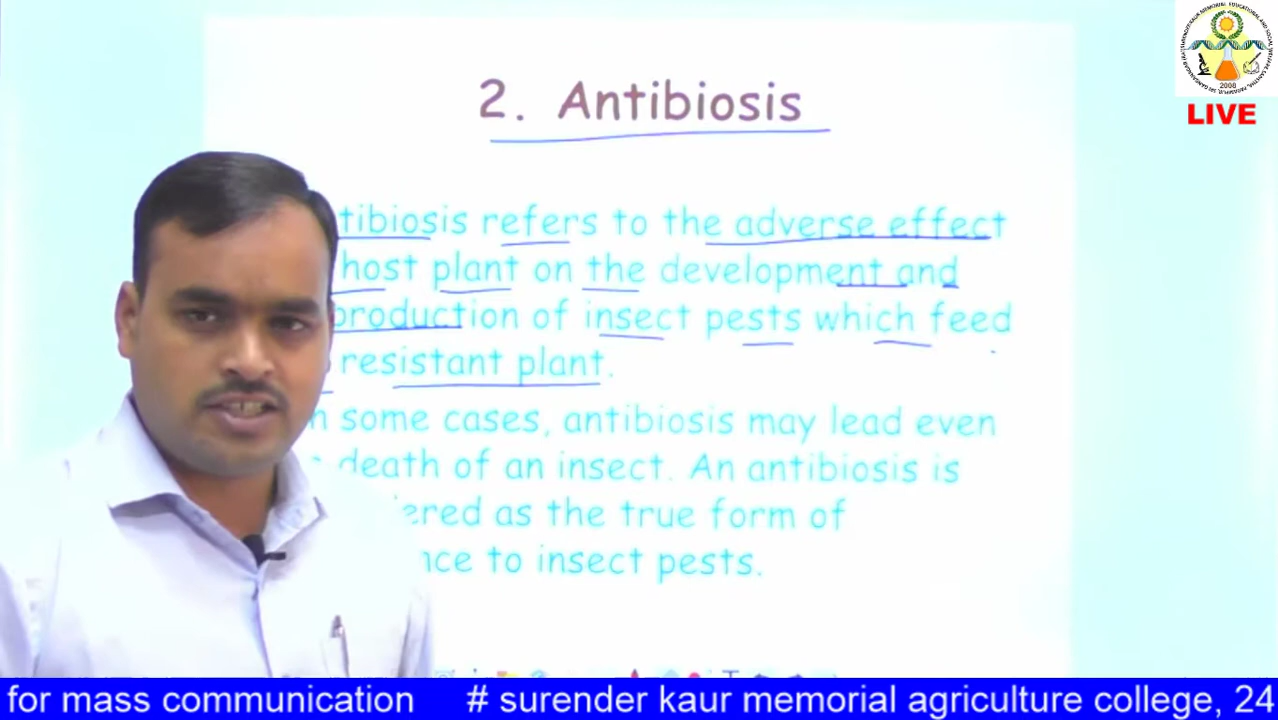 2. Antibiosis
LIVE
tibiosis refers to the adverse effect
host plant on the development and
production of insect pests which feed
resistant plant.
n some cases, antibiosis may lead even
death of an insect. An antibiosis is
ered as the true form of
nce to insect pests.
2008
for mass communication # surender kaur memorial agriculture college, 24